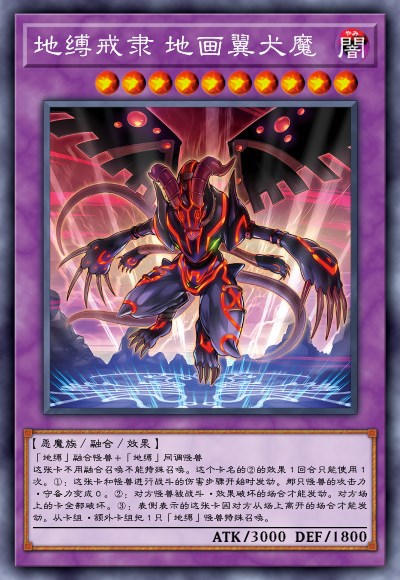 地缚戒隶 地画翼犬魔
やみ
闇
【恶魔族／融合／效果】
「地缚」融合怪兽＋「地缚」同调怪兽
这张卡不用融合召唤不能特殊召唤。这个卡名的②的效果1回合只能使用1
次。①：这张卡和怪兽进行战斗的伤害步骤开始时发动。那只怪兽的攻击力
·守备力变成0。②：对方怪兽被战斗·效果破坏的场合才能发动。对方场
上的卡全部破坏。③：表侧表示的这张卡因对方从场上离开的场合才能发
动。从卡组·额外卡组把1只「地缚」怪兽特殊召唤。
ATK/3000 DEF/1800